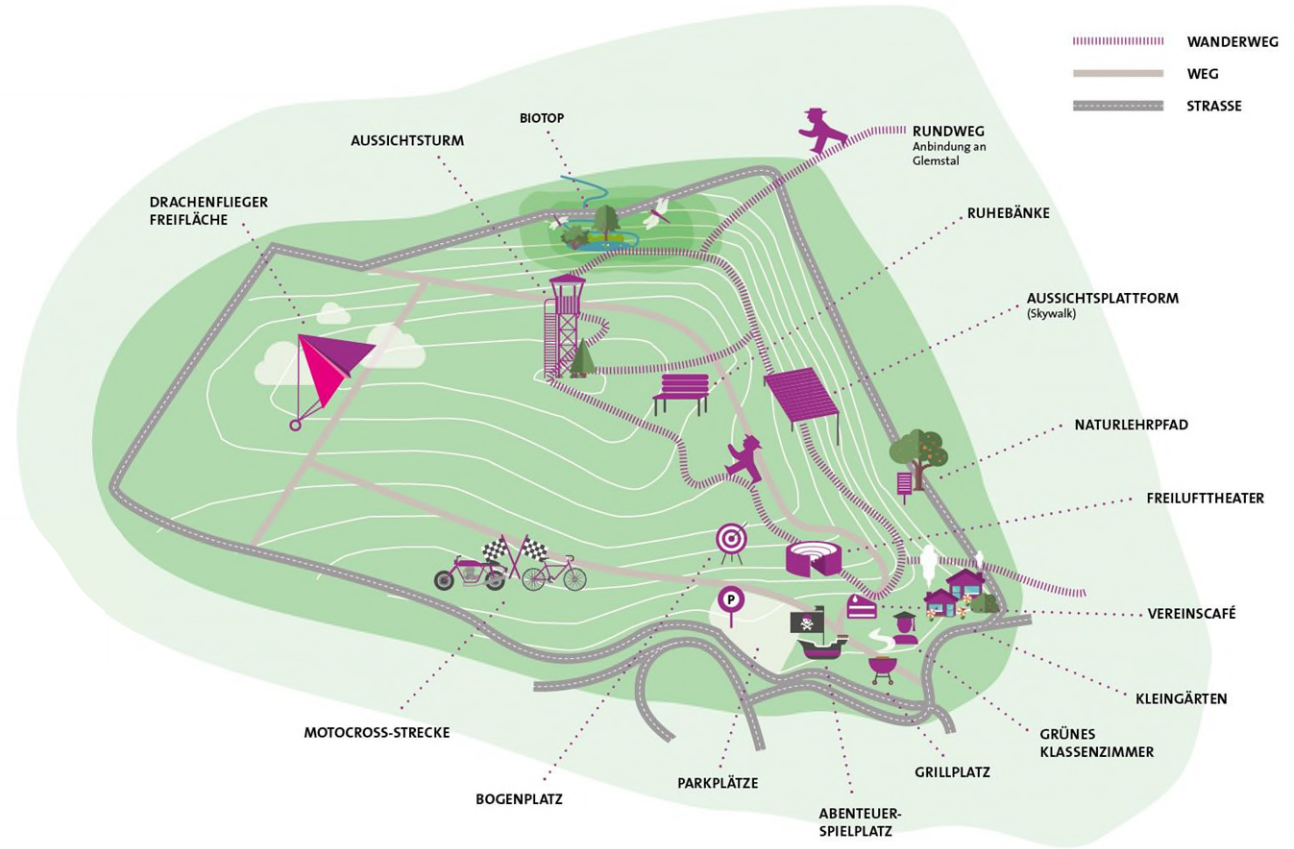 WANDERWEG
WEG
STRASSE
BIOTOP
AUSSICHTSTURM
RUNDWEG
Anbindung an
Glemstal
DRACHENFLIEGER
FREIFLÄCHE
RUHEBÄNKE
AUSSICHTSPLATTFORM
(Skywalk)
NATURLEHRPFAD
FREILUFTTHEATER
P
VEREINSCAFÉ
KLEINGÄRTEN
MOTOCROSS-STRECKE
GRÜNES
KLASSENZIMMER
GRILLPLATZ
PARKPLÄTZE
BOGENPLATZ
ABENTEUER-
SPIELPLATZ